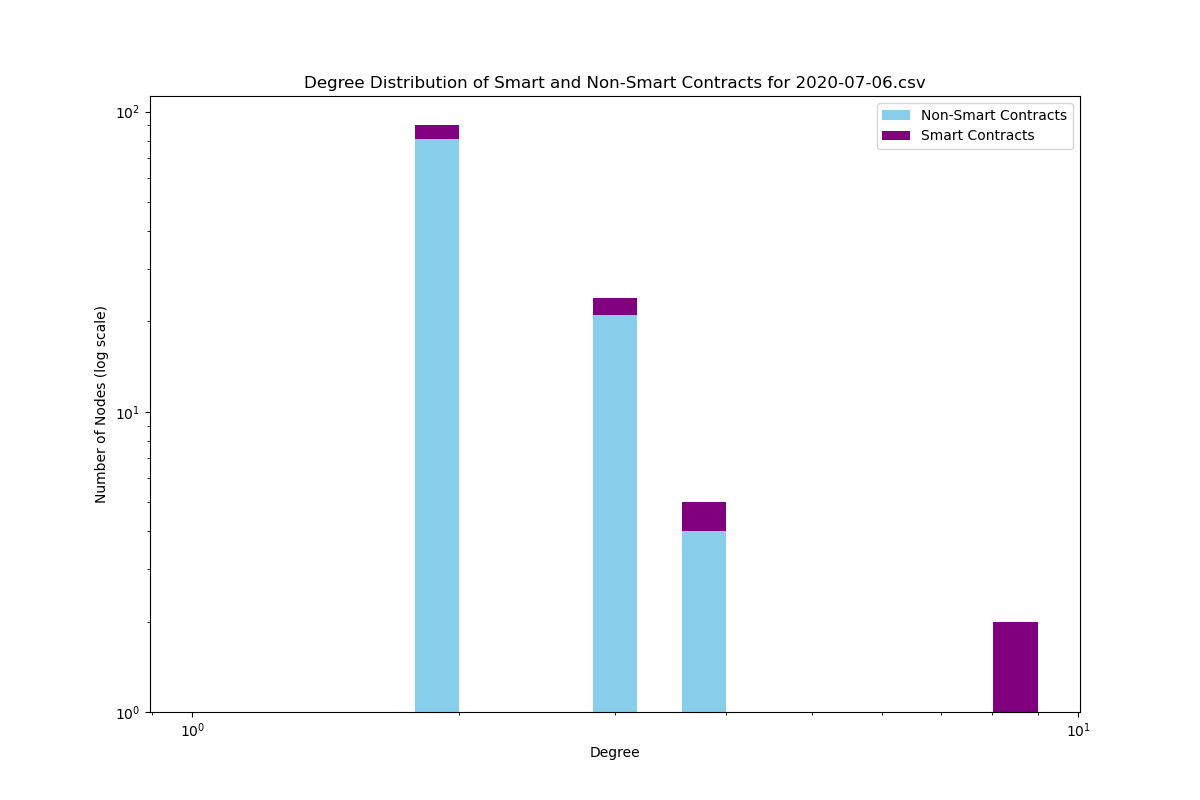 Degree Distribution of Smart and Non-Smart Contracts for 2020-07-06.csv
Non-Smart Contracts
Smart Contracts
Number of Nodes (log scale)
10²
10¹
10⁰
10⁰ 10¹
Degree